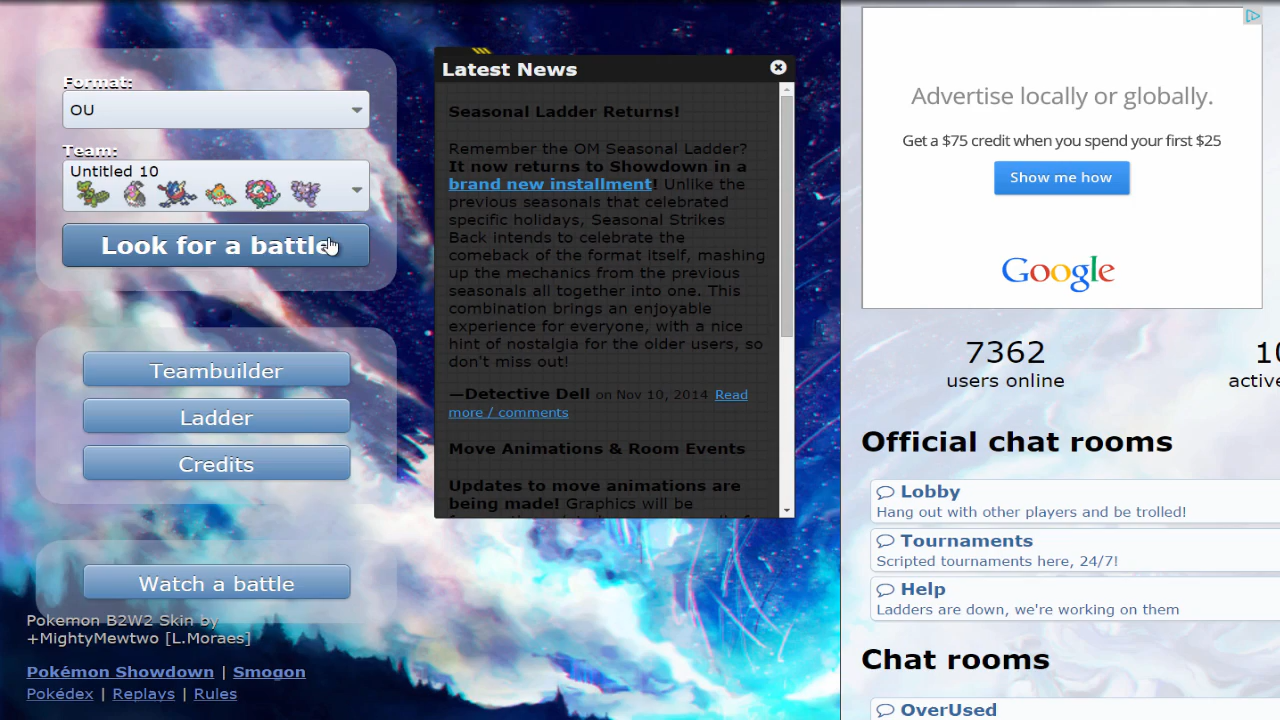 Format:
OU
Team:
Untitled 10
Look for a battle
Teambuilder
Ladder
Credits
Watch a battle
Pokemon B2W2 Skin by
+MightyMewtwo [L.Moraes]
Pokémon Showdown | Smogon
Pokédex | Replays | Rules
Latest News
Seasonal Ladder Returns!
Remember the OM Seasonal Ladder?
It now returns to Showdown in a
brand new installment! Unlike the
previous seasonals that celebrated
specific holidays, Seasonal Strikes
Back intends to celebrate the
comeback of the format itself, mashing
up the mechanics from the previous
seasonals all together into one. This
combination brings an enjoyable
experience for everyone, with a nice
hint of nostalgia for the older users, so
don't miss out!
—Detective Dell on Nov 10, 2014 Read
more / comments
Move Animations & Room Events
Updates to move animations are
being made! Graphics will be
Advertise locally or globally.
Get a $75 credit when you spend your first $25
Show me how
Google
7362
users online
10
active
Official chat rooms
Lobby
Hang out with other players and be trolled!
Tournaments
Scripted tournaments here, 24/7!
Help
Ladders are down, we're working on them
Chat rooms
OverUsed